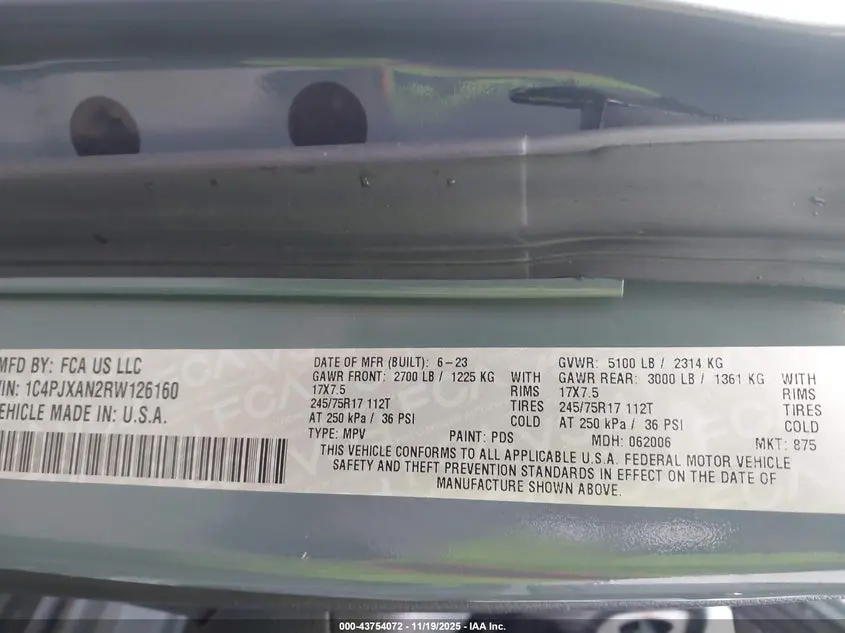 MFD BY: FCA US LLC
VIN: 1C4PJXAN2RW126160
VEHICLE MADE IN: U.S.A.
DATE OF MFR (BUILT): 6-23
GVWR: 5100 LB / 2314 KG
GAWR FRONT: 2700 LB / 1225 KG WITH
GAWR REAR: 3000 LB / 1361 KG WITH
17X7.5 RIMS
17X7.5 RIMS
245/75R17 112T TIRES
245/75R17 112T TIRES
AT 250 kPa / 36 PSI COLD
AT 250 kPa / 36 PSI COLD
TYPE: MPV PAINT: PDS MDH: 062006 MKT: 875
THIS VEHICLE CONFORMS TO ALL APPLICABLE U.S.A. FEDERAL MOTOR VEHICLE
SAFETY AND THEFT PREVENTION STANDARDS IN EFFECT ON THE DATE OF
MANUFACTURE SHOWN ABOVE.
000-43754072 - 11/19/2025 - IAA Inc.